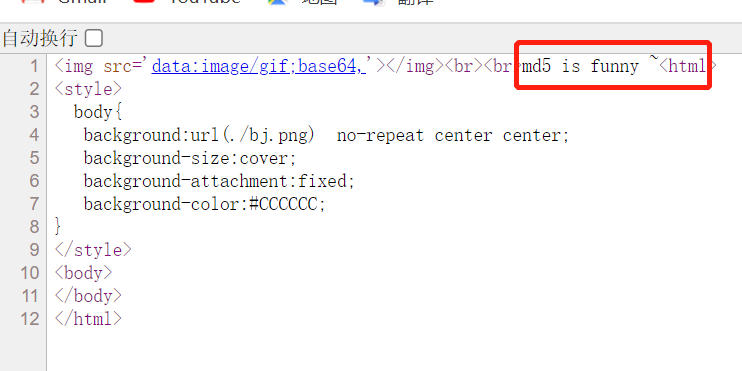 Gmail YouTube 地图 翻译
自动换行
1 <img src='data:image/gif;base64,'></img><br><br>md5 is funny ~<html>
2 <style>
3 body{
4 background:url(./bj.png) no-repeat center center;
5 background-size:cover;
6 background-attachment:fixed;
7 background-color:#CCCCCC;
8 }
9 </style>
10 <body>
11 </body>
12 </html>